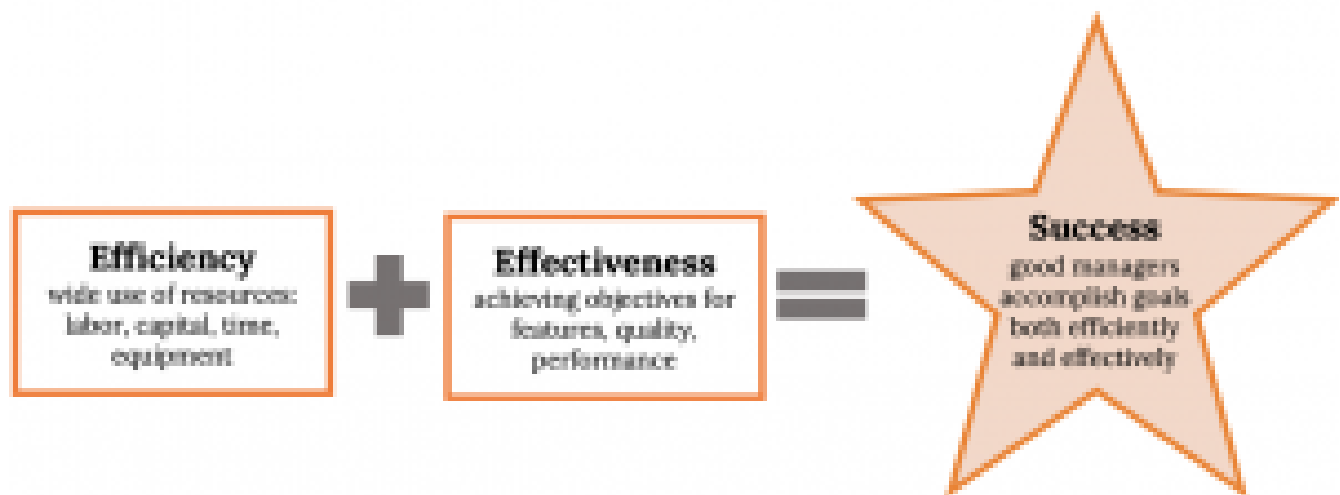 Efficiency
wide use of resources:
labor, capital, time,
equipment
Effectiveness
achieving objectives for
features, quality,
performance
Success
good managers
accomplish goals
both efficiently
and effectively